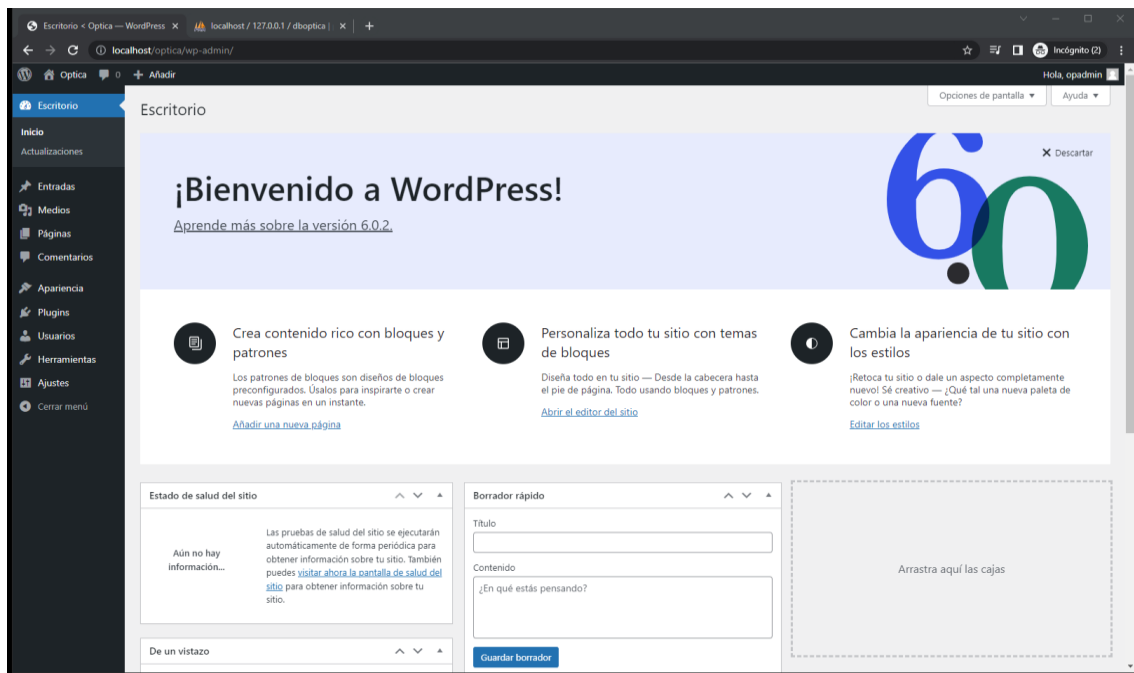 Escritorio < Optica — WordPress
localhost / 127.0.0.1 / dboptica |
localhost/optica/wp-admin/
Incógnito (2)
Optica
0
Añadir
Hola, opadmin
Escritorio
Inicio
Actualizaciones
Entradas
Medios
Páginas
Comentarios
Apariencia
Plugins
Usuarios
Herramientas
Ajustes
Cerrar menú
Opciones de pantalla
Ayuda
Escritorio
Descartar
¡Bienvenido a WordPress!
Aprende más sobre la versión 6.0.2.
6.0
Crea contenido rico con bloques y
patrones
Los patrones de bloques son diseños de bloques
preconfigurados. Úsalos para inspirarte o crear
nuevas páginas en un instante.
Añadir una nueva página
Personaliza todo tu sitio con temas
de bloques
Diseña todo en tu sitio — Desde la cabecera hasta
el pie de página. Todo usando bloques y patrones.
Abrir el editor del sitio
Cambia la apariencia de tu sitio con
los estilos
¡Retoca tu sitio o dale un aspecto completamente
nuevo! Sé creativo — ¿Qué tal una nueva paleta de
color o una nueva fuente?
Editar los estilos
Estado de salud del sitio
Aún no hay
información...
Las pruebas de salud del sitio se ejecutarán
automáticamente de forma periódica para
obtener información sobre tu sitio. También
puedes visitar ahora la pantalla de salud del
sitio para obtener información sobre tu
sitio.
De un vistazo
Borrador rápido
Título
Contenido
¿En qué estás pensando?
Guardar borrador
Arrastra aquí las cajas